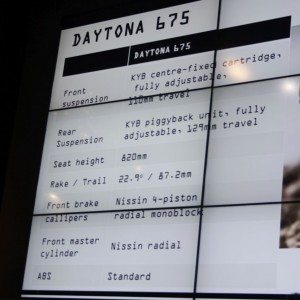 DAYTONA 675
DAYTONA 675
Front suspension KYB centre-fixed cartridge,
fully adjustable,
110mm travel
Rear Suspension KYB piggyback unit, fully
adjustable, 129mm travel
Seat height 820mm
Rake / Trail 22.9° / 87.2mm
Front brake callipers Nissin 4-piston
radial monoblock
Front master cylinder Nissin radial
ABS Standard